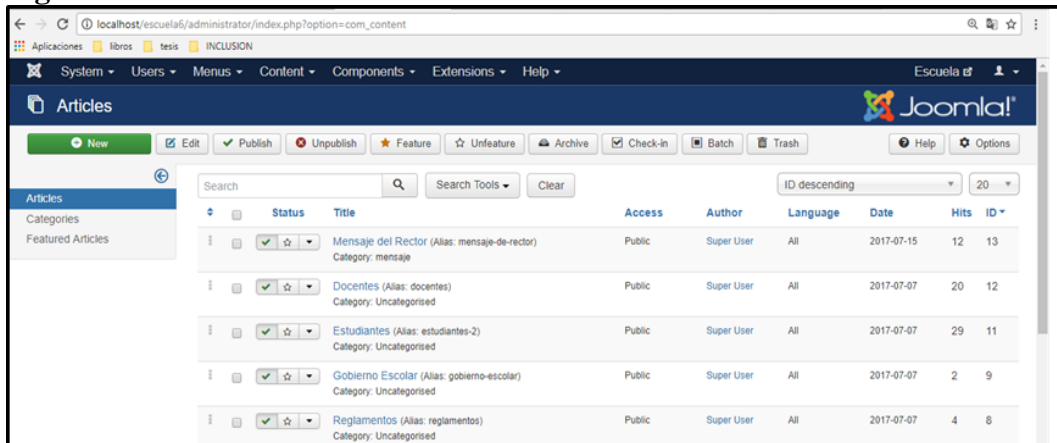 localhost/escuela6/administrator/index.php?option=com_content
Aplicaciones libros tesis INCLUSION
System Users Menus Content Components Extensions Help Escuela
Articles Joomla!
New Edit Publish Unpublish Feature Unfeature Archive Check-in Batch Trash Help Options
Search Search Tools Clear ID descending 20
Articles
Categories
Featured Articles
Status Title Access Author Language Date Hits ID
Mensaje del Rector (Alias: mensaje-de-rector) Public Super User All 2017-07-15 12 13
Category: mensaje
Docentes (Alias: docentes) Public Super User All 2017-07-07 20 12
Category: Uncategorised
Estudiantes (Alias: estudiantes-2) Public Super User All 2017-07-07 29 11
Category: Uncategorised
Gobierno Escolar (Alias: gobierno-escolar) Public Super User All 2017-07-07 2 9
Category: Uncategorised
Reglamentos (Alias: reglamentos) Public Super User All 2017-07-07 4 8
Category: Uncategorised